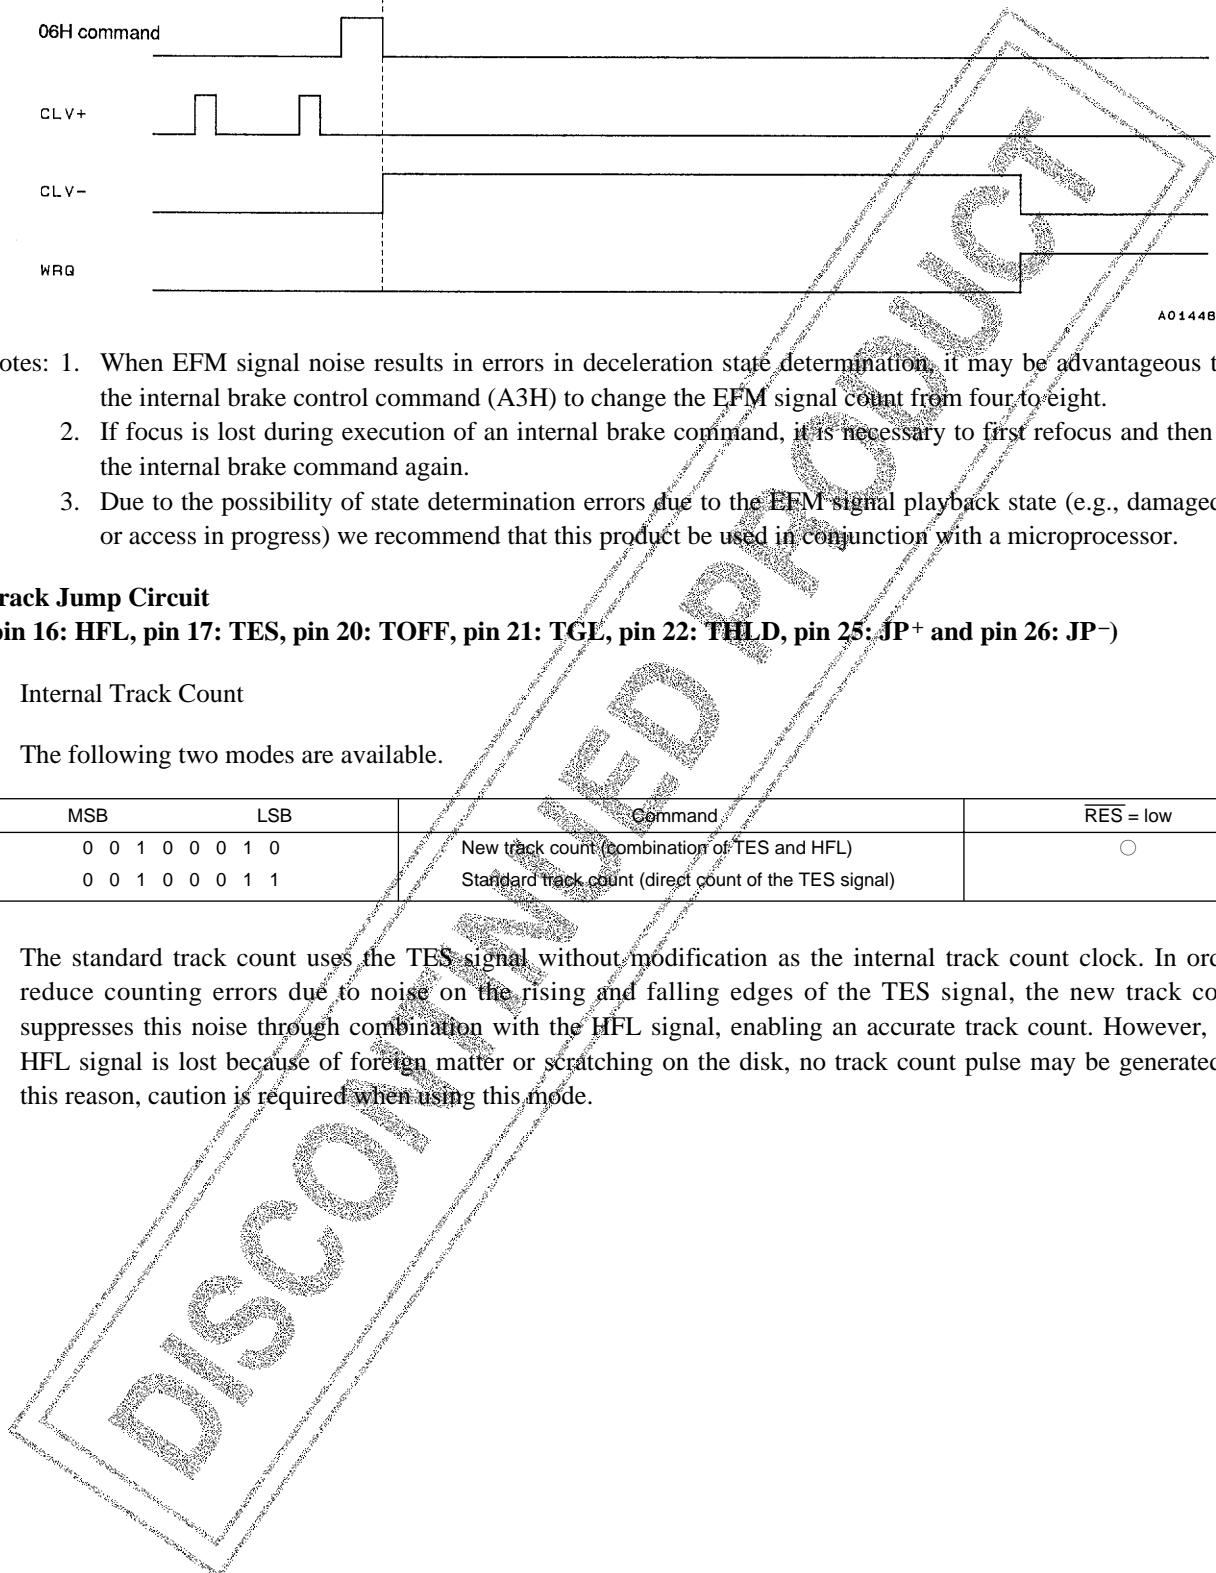 06H command
CLV+
CLV-
WRQ
A01448
otes: 1. When EFM signal noise results in errors in deceleration state determination, it may be advantageous t
the internal brake control command (A3H) to change the EFM signal count from four to eight.
2. If focus is lost during execution of an internal brake command, it is necessary to first refocus and then
the internal brake command again.
3. Due to the possibility of state determination errors due to the EFM signal playback state (e.g., damaged
or access in progress) we recommend that this product be used in conjunction with a microprocessor.
rack Jump Circuit
pin 16: HFL, pin 17: TES, pin 20: TOFF, pin 21: TGL, pin 22: THLD, pin 25: JP+ and pin 26: JP−)
Internal Track Count
The following two modes are available.
MSB LSB Command RES = low
0 0 1 0 0 0 1 0 New track count (combination of TES and HFL) ○
0 0 1 0 0 0 1 1 Standard track count (direct count of the TES signal)
The standard track count uses the TES signal without modification as the internal track count clock. In ord
reduce counting errors due to noise on the rising and falling edges of the TES signal, the new track co
suppresses this noise through combination with the HFL signal, enabling an accurate track count. However,
HFL signal is lost because of foreign matter or scratching on the disk, no track count pulse may be generated
this reason, caution is required when using this mode.
DISCONTINUED PRODUCT